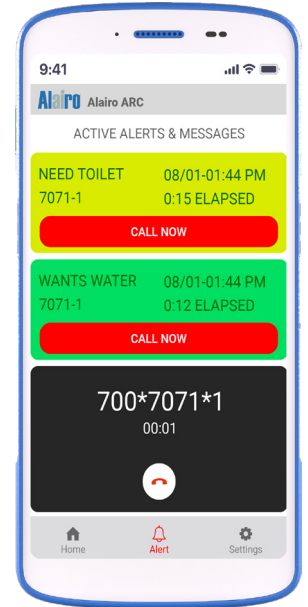 9:41
Alairo Alairo ARC
ACTIVE ALERTS & MESSAGES
NEED TOILET 08/01-01:44 PM
7071-1 0:15 ELAPSED
CALL NOW
WANTS WATER 08/01-01:44 PM
7071-1 0:12 ELAPSED
CALL NOW
700*7071*1
00:01
Home Alert Settings